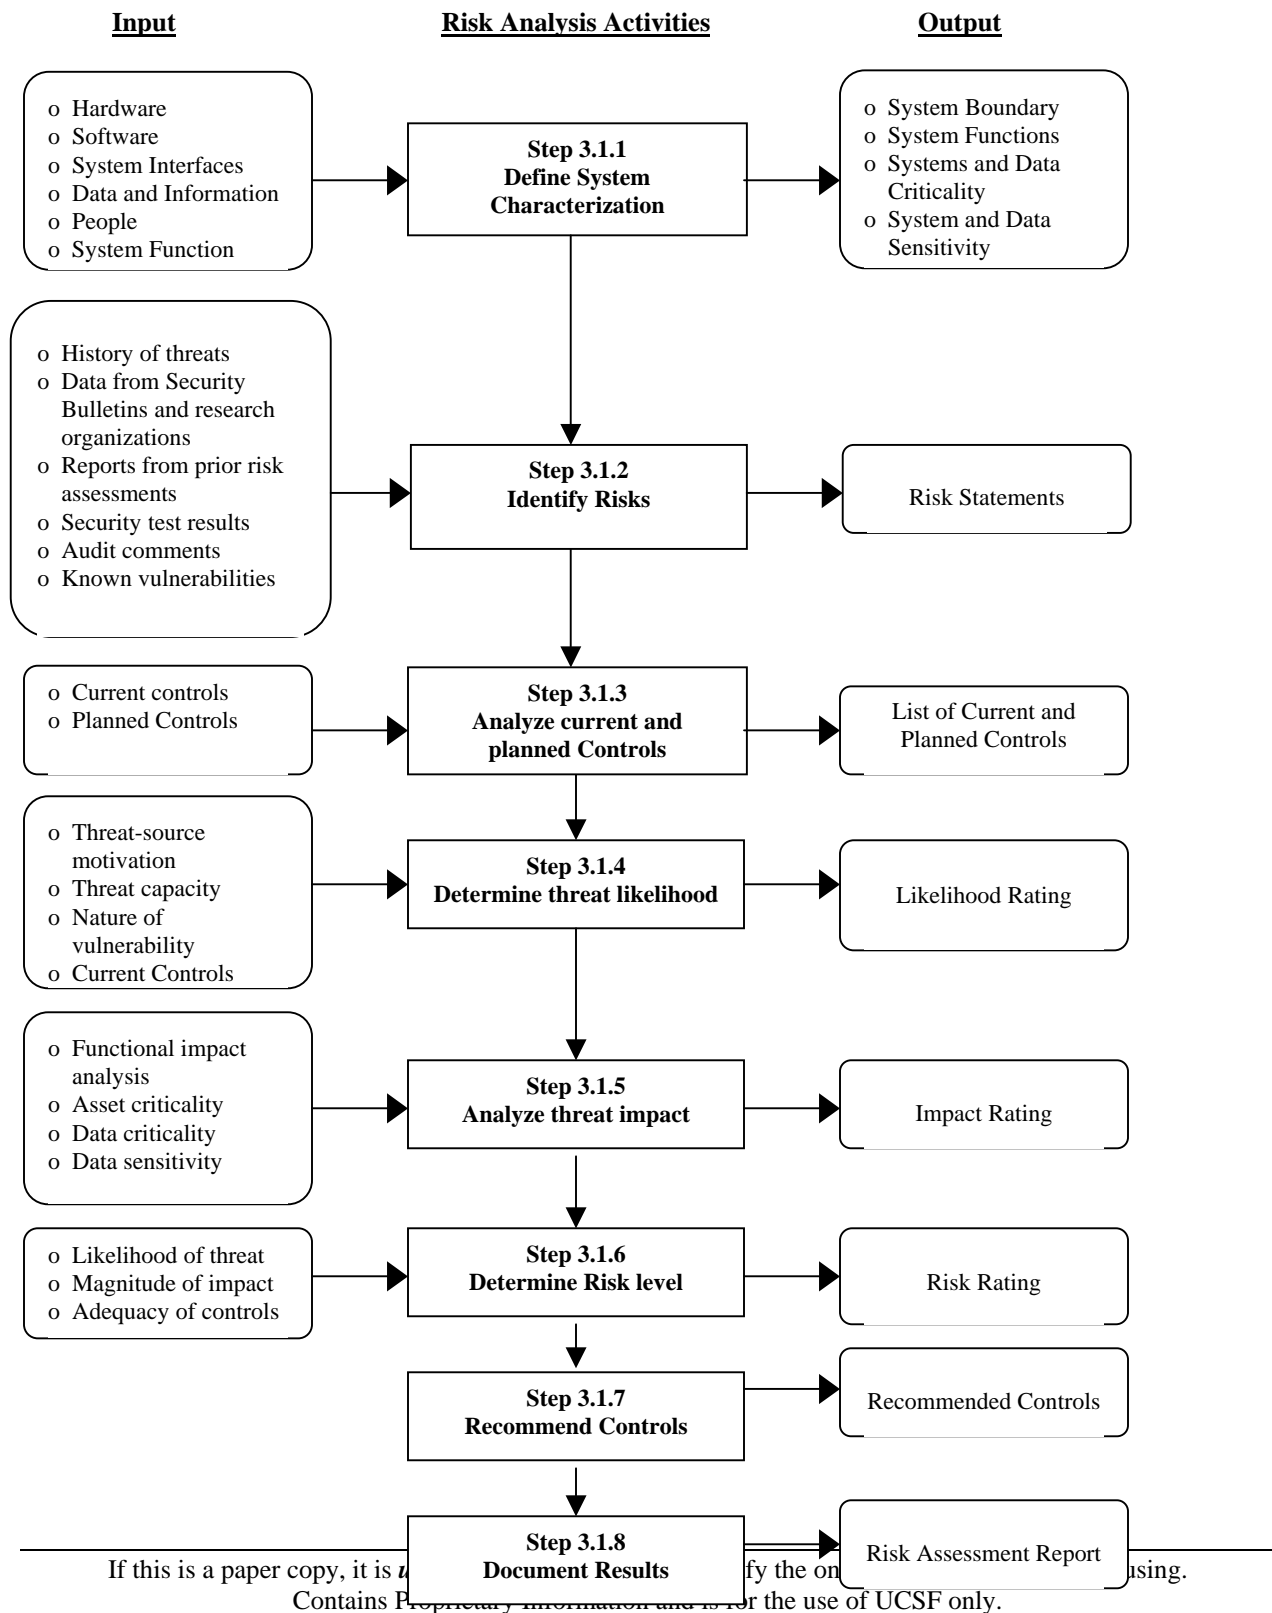 Input
Risk Analysis Activities
Output
o Hardware
o Software
o System Interfaces
o Data and Information
o People
o System Function
Step 3.1.1
Define System
Characterization
o System Boundary
o System Functions
o Systems and Data
Criticality
o System and Data
Sensitivity
o History of threats
o Data from Security
Bulletins and research
organizations
o Reports from prior risk
assessments
o Security test results
o Audit comments
o Known vulnerabilities
Step 3.1.2
Identify Risks
Risk Statements
o Current controls
o Planned Controls
Step 3.1.3
Analyze current and
planned Controls
List of Current and
Planned Controls
o Threat-source
motivation
o Threat capacity
o Nature of
vulnerability
o Current Controls
Step 3.1.4
Determine threat likelihood
Likelihood Rating
o Functional impact
analysis
o Asset criticality
o Data criticality
o Data sensitivity
Step 3.1.5
Analyze threat impact
Impact Rating
o Likelihood of threat
o Magnitude of impact
o Adequacy of controls
Step 3.1.6
Determine Risk level
Risk Rating
Step 3.1.7
Recommend Controls
Recommended Controls
Step 3.1.8
Document Results
Risk Assessment Report
If this is a paper copy, it is fy the on using.
Contains Proprietary Information and is for the use of UCSF only.